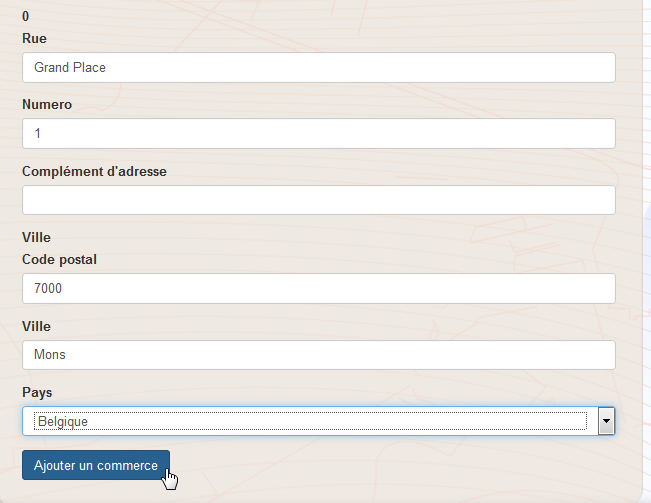 0
Rue
Grand Place
Numero
1
Complément d'adresse
Ville
Code postal
7000
Ville
Mons
Pays
Belgique
Ajouter un commerce